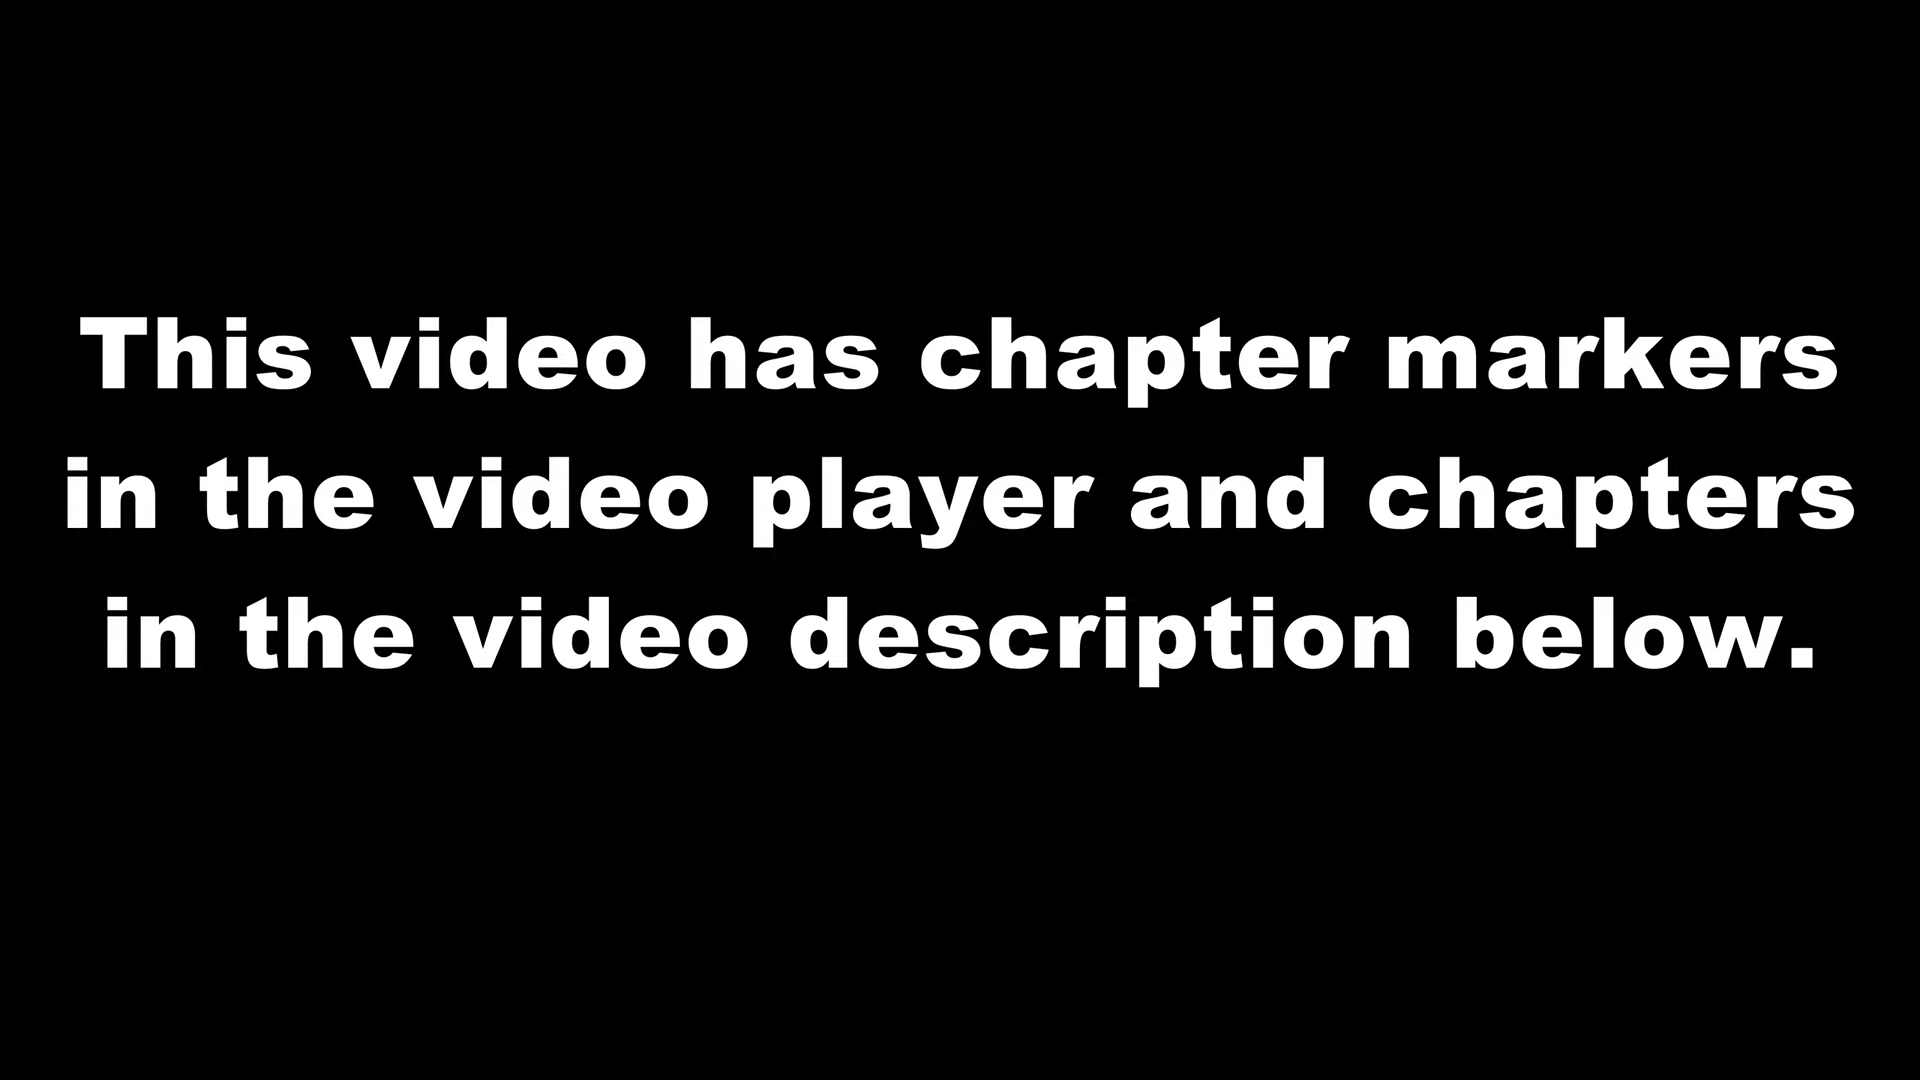 This video has chapter markers
in the video player and chapters
in the video description below.